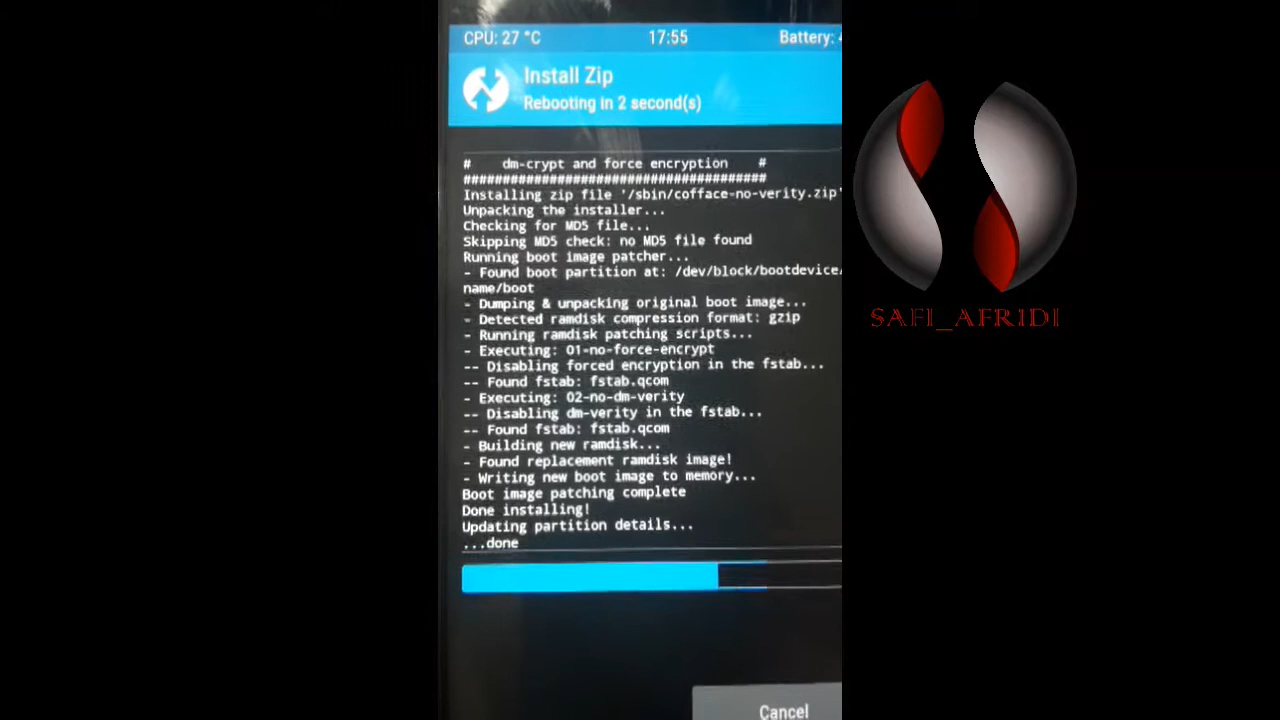 CPU: 27 °C 17:55 Battery:
Install Zip
Rebooting in 2 second(s)
# dm-crypt and force encryption #
#####################################
Installing zip file '/sbin/cofface-no-verity.zip'
Unpacking the installer...
Checking for MD5 file...
Skipping MD5 check: no MD5 file found
Running boot image patcher...
- Found boot partition at: /dev/block/bootdevice/
name/boot
- Dumping & unpacking original boot image...
- Detected ramdisk compression format: gzip
- Running ramdisk patching scripts...
- Executing: 01-no-force-encrypt
-- Disabling forced encryption in the fstab...
-- Found fstab: fstab.qcom
- Executing: 02-no-dm-verity
-- Disabling dm-verity in the fstab...
-- Found fstab: fstab.qcom
- Building new ramdisk...
- Found replacement ramdisk image!
- Writing new boot image to memory...
Boot image patching complete
Done installing!
Updating partition details...
...done
Cancel
SAFI_AFRIDI